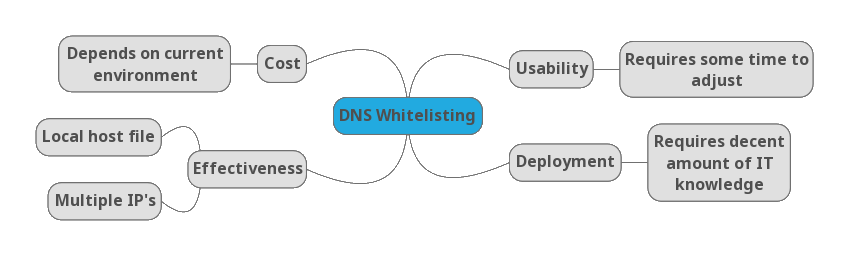 Depends on current
environment
Cost
Local host file
Effectiveness
Multiple IP's
DNS Whitelisting
Usability
Requires some time to
adjust
Deployment
Requires decent
amount of IT
knowledge